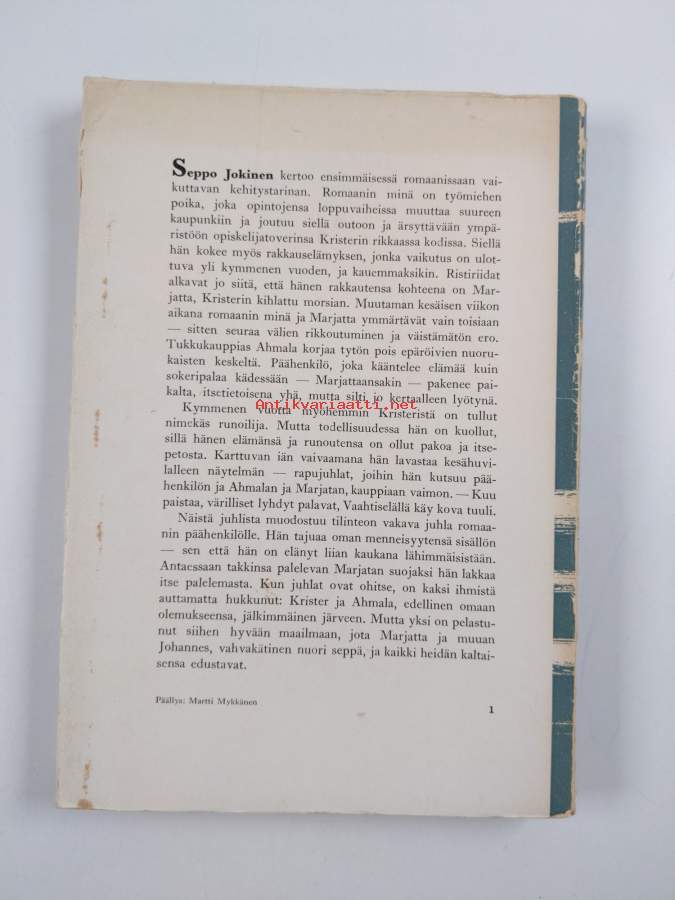 Seppo Jokinen kertoo ensimmäisessä romaanissaan vai-
kuttavan kehitystarinan. Romaanin minä on työmiehen
poika, joka opintojensa loppuvaiheissa muuttaa suureen
kaupunkiin ja joutuu siellä outoon ja ärsyttävään ympä-
ristöön opiskelijatoverinsa Kristerin rikkaassa kodissa. Siellä
hän kokee myös rakkauselämyksen, jonka vaikutus on ulot-
tuva yli kymmenen vuoden, ja kauemmaksikin. Ristiriidat
alkavat jo siitä, että hänen rakkautensa kohteena on Mar-
jatta, Kristerin kihlattu morsian. Muutaman kesäisen viikon
aikana romaanin minä ja Marjatta ymmärtävät vain toisiaan
— sitten seuraa välien rikkoutuminen ja väistämätön ero.
Tukkukauppias Ahmala korjaa tytön pois epäröivien nuoru-
kaisten keskeltä. Päähenkilö, joka kääntelee elämää kuin
sokeripalaa kädessään — Marjattaansakin — pakenee pai-
kalta, itsetietoisena yhä, mutta silti jo kertaalleen lyötynä.
Antikvariaatti.net
Kymmenen vuotta myöhemmin Kristeristä on tullut
nimekäs runoilija. Mutta todellisuudessa hän on kuollut,
sillä hänen elämänsä ja runoutensa on ollut pakoa ja itse-
petosta. Karttuvan iän vaivaamana hän lavastaa kesähuvi-
lalleen näytelmän — rapujuhlat, joihin hän kutsuu pää-
henkilön ja Ahmalan ja Marjatan, kauppiaan vaimon. — Kuu
paistaa, värilliset lyhdyt palavat, Vaahtiselällä käy kova tuuli.
Näistä juhlista muodostuu tilinteon vakava juhla romaa-
nin päähenkilölle. Hän tajuaa oman menneisyytensä sisällön
— sen että hän on elänyt liian kaukana lähimmäisistään.
Antaessaan takkinsa palelevan Marjatan suojaksi hän lakkaa
itse palelemasta. Kun juhlat ovat ohitse, on kaksi ihmistä
auttamatta hukkunut: Krister ja Ahmala, edellinen omaan
olemukseensa, jälkimmäinen järveen. Mutta yksi on pelastu-
nut siihen hyvään maailmaan, jota Marjatta ja muuan
Johannes, vahvakätinen nuori seppä, ja kaikki heidän kaltai-
sensa edustavat.
Päällys: Martti Mykkänen
1